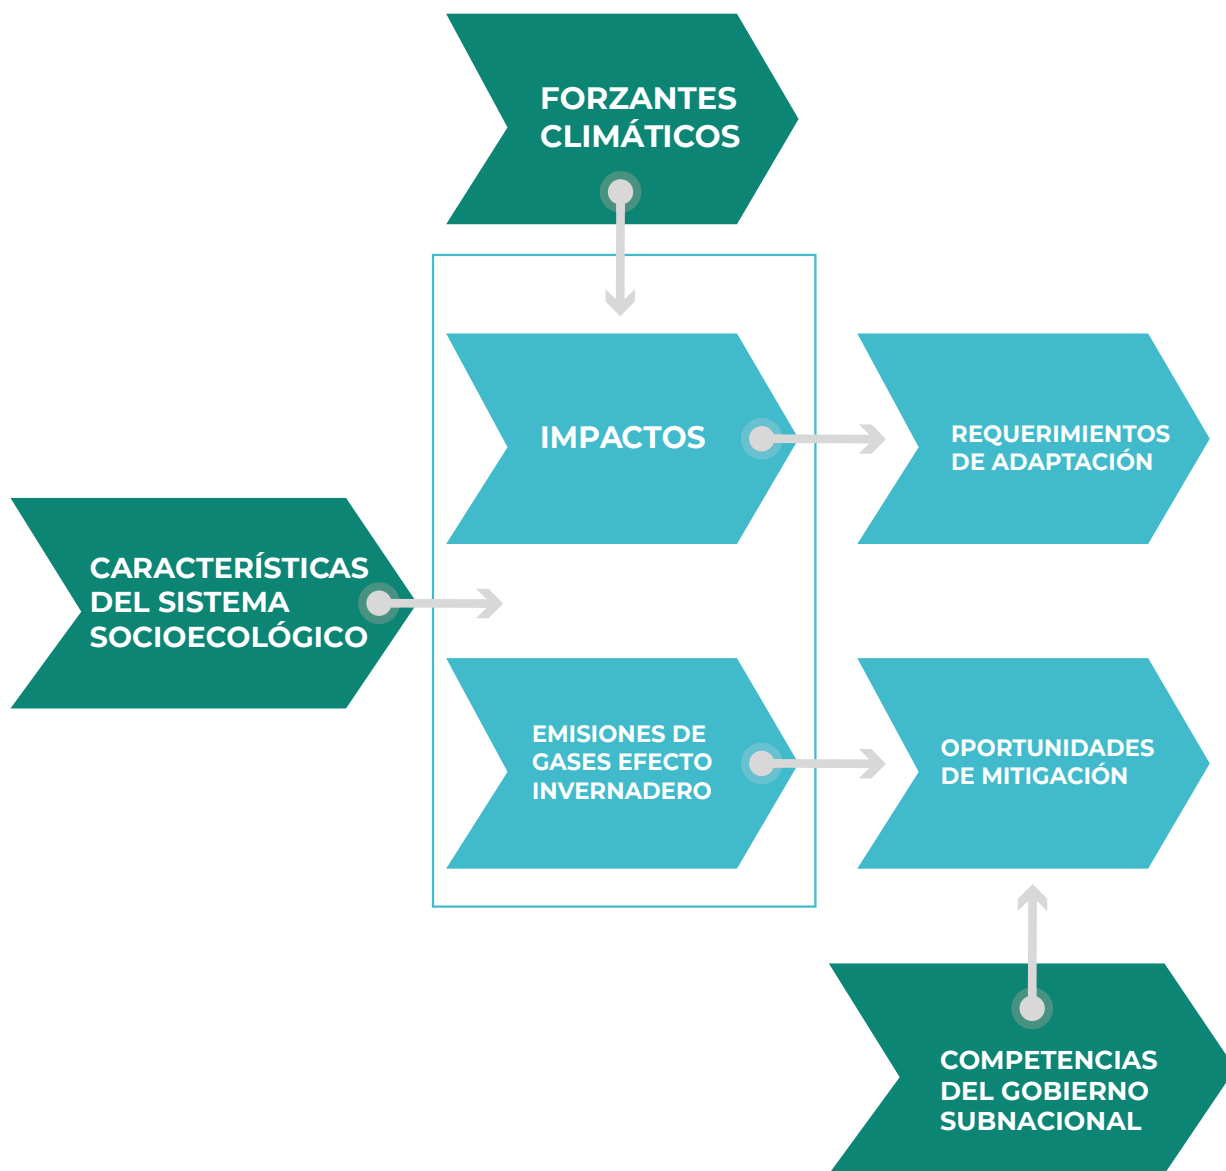 FORZANTES
CLIMÁTICOS
IMPACTOS
REQUERIMIENTOS
DE ADAPTACIÓN
CARACTERÍSTICAS
DEL SISTEMA
SOCIOECOLÓGICO
EMISIONES DE
GASES EFECTO
INVERNADERO
OPORTUNIDADES
DE MITIGACIÓN
COMPETENCIAS
DEL GOBIERNO
SUBNACIONAL